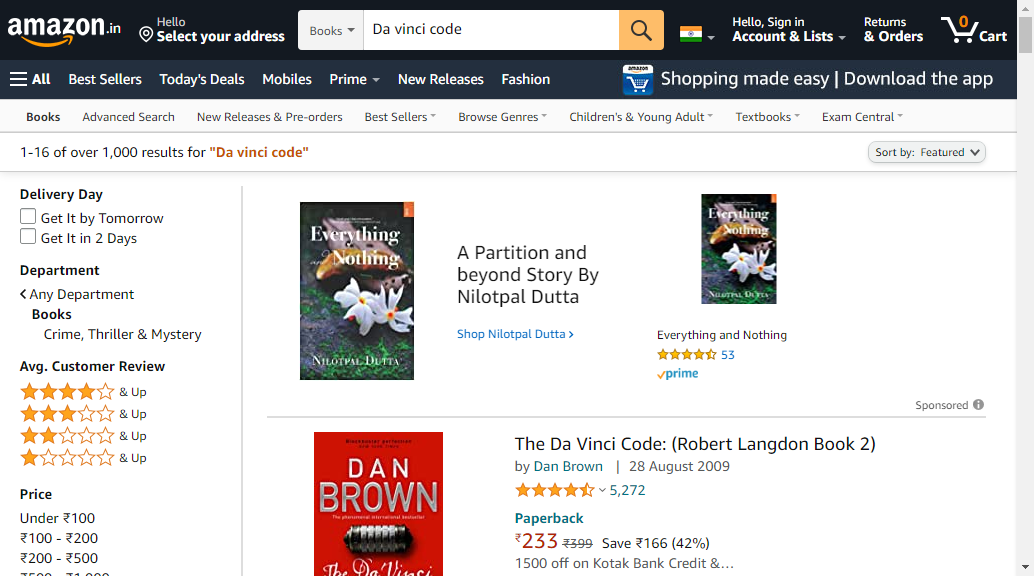 amazon.in
Hello
Select your address
Books
Da vinci code
Hello, Sign in
Account & Lists
Returns
& Orders
0
Cart
All
Best Sellers
Today's Deals
Mobiles
Prime
New Releases
Fashion
amazon
Shopping made easy | Download the app
Books
Advanced Search
New Releases & Pre-orders
Best Sellers
Browse Genres
Children's & Young Adult
Textbooks
Exam Central
1-16 of over 1,000 results for "Da vinci code"
Sort by: Featured
Delivery Day
Get It by Tomorrow
Get It in 2 Days
Department
Any Department
Books
Crime, Thriller & Mystery
Avg. Customer Review
& Up
& Up
& Up
& Up
Price
Under ₹100
₹100 - ₹200
₹200 - ₹500
₹500 - ₹1,000
Everything
and Nothing
NILOTPAL DUTTA
A Partition and
beyond Story By
Nilotpal Dutta
Shop Nilotpal Dutta ›
Everything
and Nothing
NILOTPAL DUTTA
Everything and Nothing
53
prime
Sponsored
DAN
BROWN
The phenomenal international bestseller
The Da Vinci
The Da Vinci Code: (Robert Langdon Book 2)
by Dan Brown | 28 August 2009
5,272
Paperback
₹233 ₹399 Save ₹166 (42%)
1500 off on Kotak Bank Credit &…